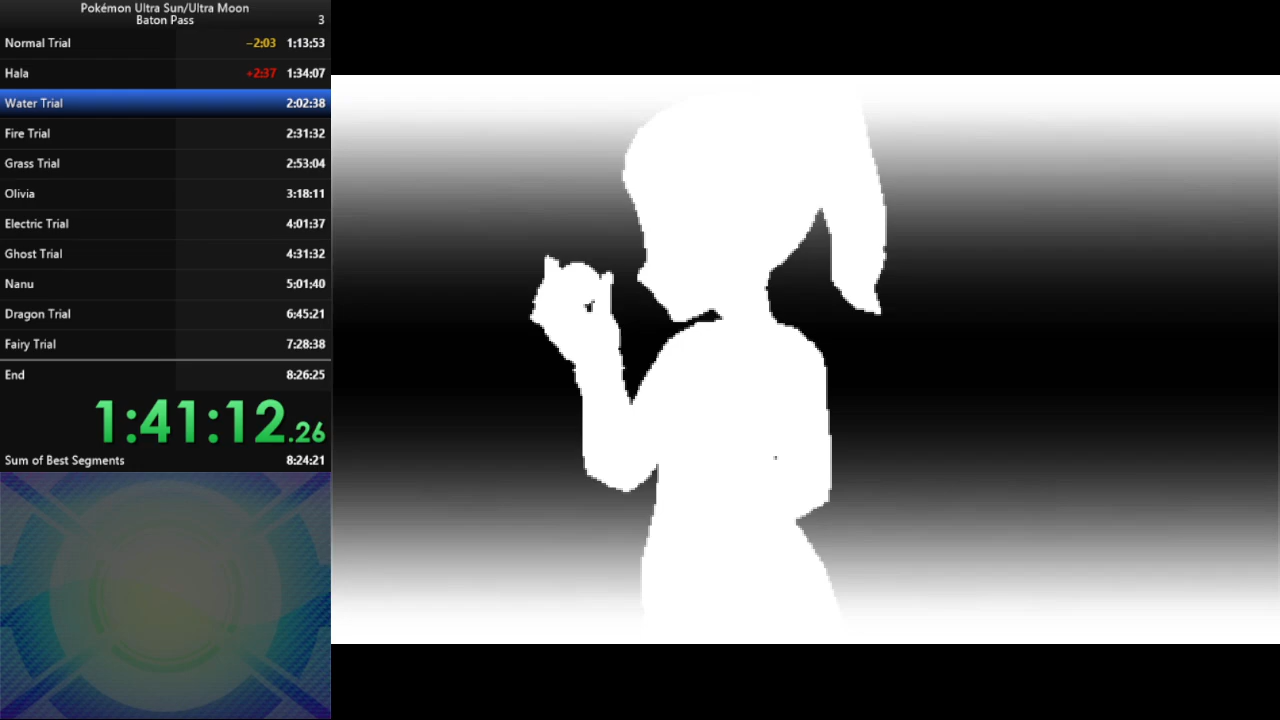 Pokémon Ultra Sun/Ultra Moon
Baton Pass 3
Normal Trial −2:03 1:13:53
Hala +2:37 1:34:07
Water Trial 2:02:38
Fire Trial 2:31:32
Grass Trial 2:53:04
Olivia 3:18:11
Electric Trial 4:01:37
Ghost Trial 4:31:32
Nanu 5:01:40
Dragon Trial 6:45:21
Fairy Trial 7:28:38
End 8:26:25
1:41:12.26
Sum of Best Segments 8:24:21